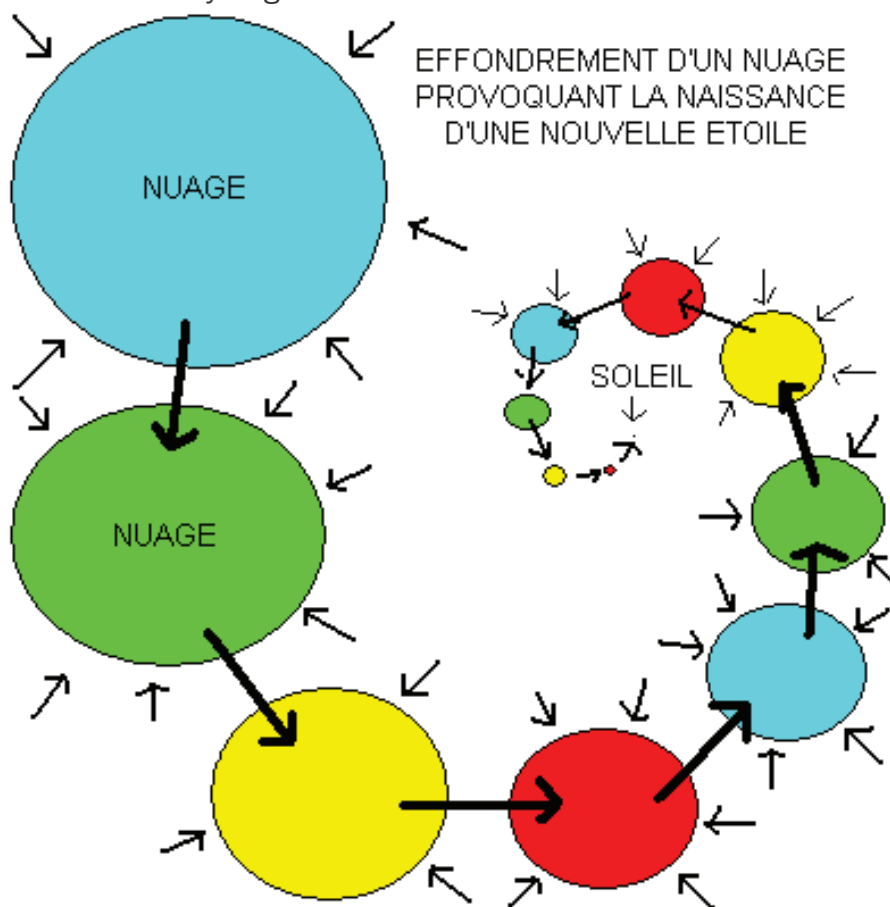 EFFONDREMENT D'UN NUAGE
PROVOQUANT LA NAISSANCE
D'UNE NOUVELLE ETOILE
NUAGE
SOLEIL
NUAGE